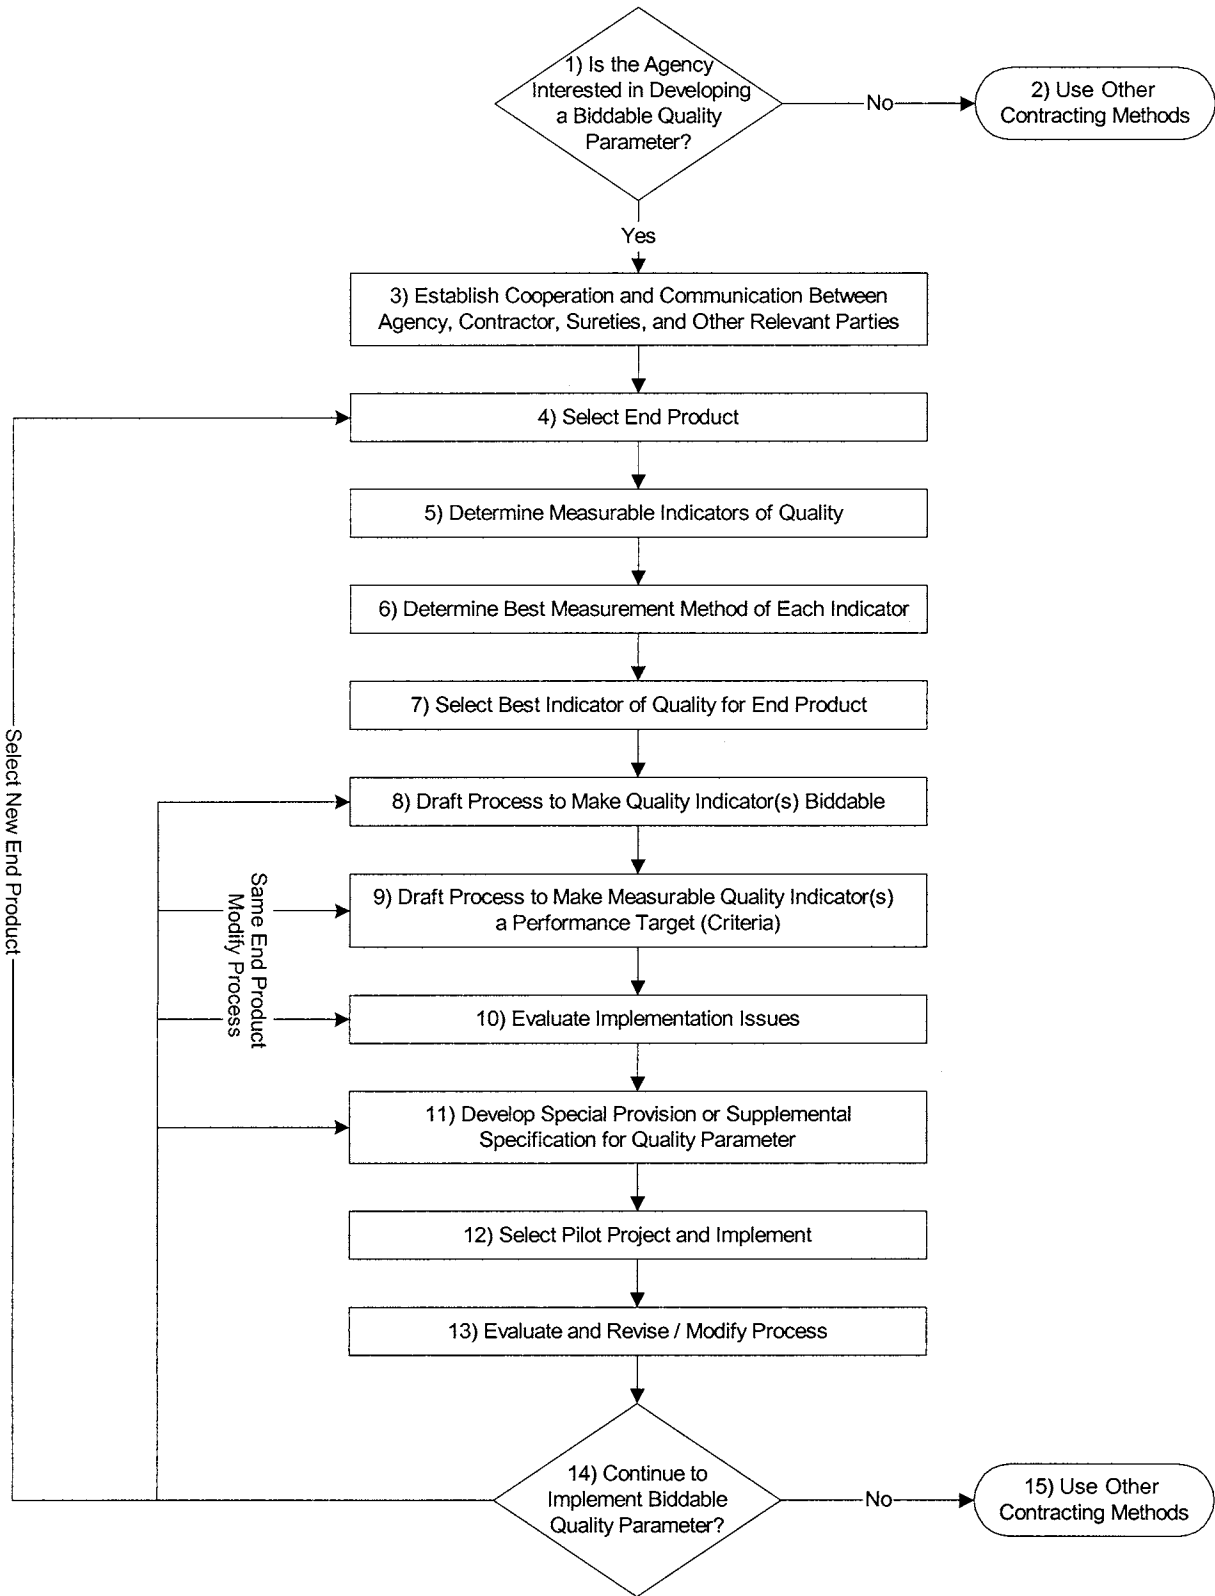 1) Is the Agency
Interested in Developing
a Biddable Quality
Parameter?
No
2) Use Other
Contracting Methods
Yes
3) Establish Cooperation and Communication Between
Agency, Contractor, Sureties, and Other Relevant Parties
4) Select End Product
5) Determine Measurable Indicators of Quality
6) Determine Best Measurement Method of Each Indicator
7) Select Best Indicator of Quality for End Product
Select New End Product
8) Draft Process to Make Quality Indicator(s) Biddable
Same End Product
Modify Process
9) Draft Process to Make Measurable Quality Indicator(s)
a Performance Target (Criteria)
10) Evaluate Implementation Issues
11) Develop Special Provision or Supplemental
Specification for Quality Parameter
12) Select Pilot Project and Implement
13) Evaluate and Revise / Modify Process
14) Continue to
Implement Biddable
Quality Parameter?
No
15) Use Other
Contracting Methods